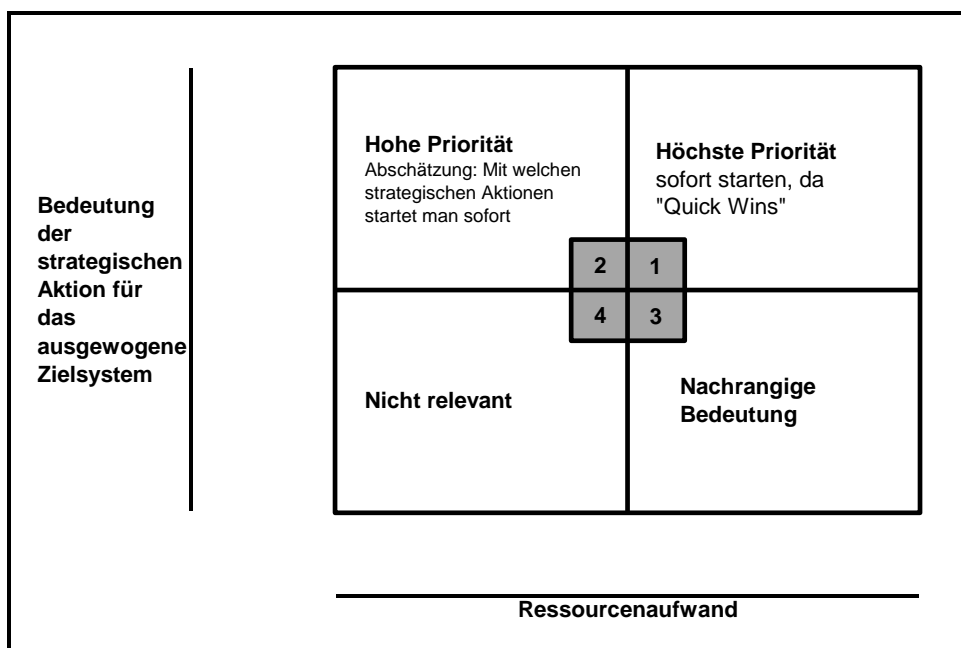 Bedeutung
der
strategischen
Aktion für
das
ausgewogene
Zielsystem
Hohe Priorität
Abschätzung: Mit welchen
strategischen Aktionen
startet man sofort
Höchste Priorität
sofort starten, da
"Quick Wins"
2 1
4 3
Nicht relevant
Nachrangige
Bedeutung
Ressourcenaufwand